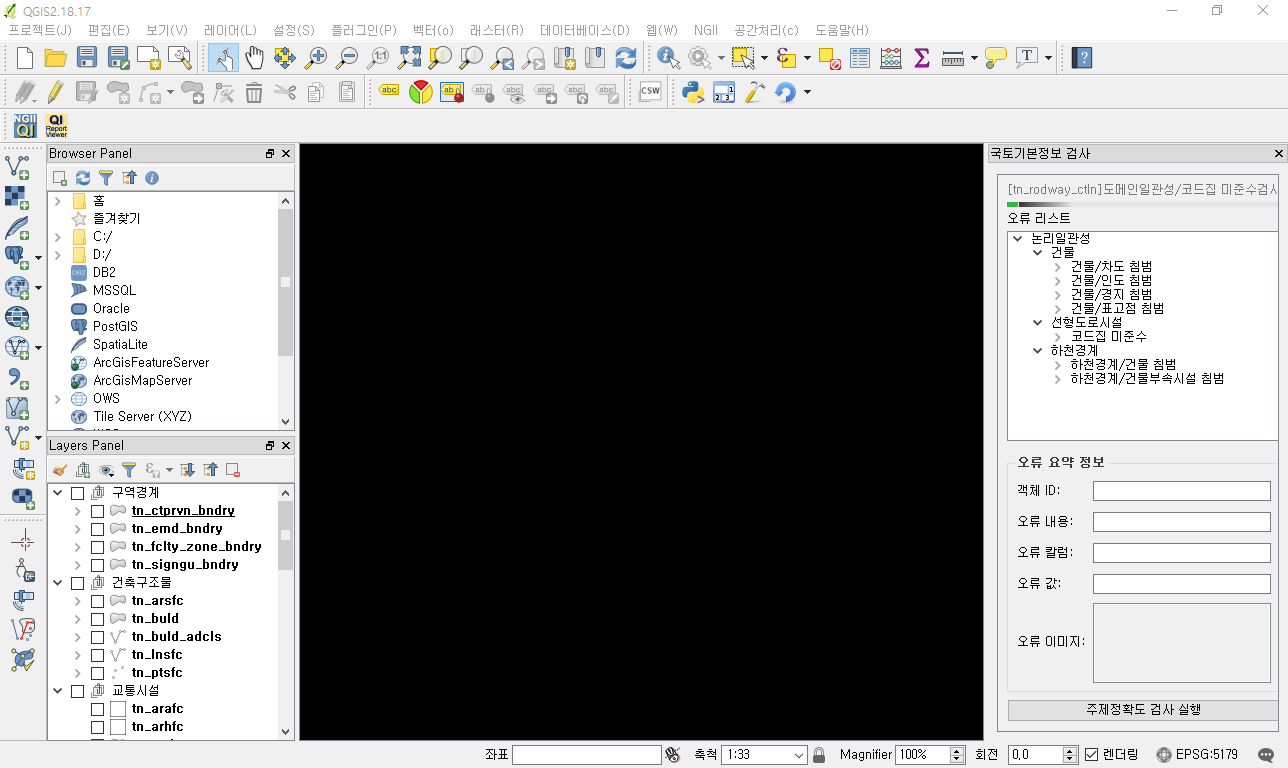 QGIS2.18.17
프로젝트(J) 편집(E) 보기(V) 레이어(L) 설정(S) 플러그인(P) 벡터(o) 래스터(R) 데이터베이스(D) 웹(W) NGII 공간처리(c) 도움말(H)
1:1
abc abc abc abc abc abc abc CSW
NGII QI QI Report Viewer
Browser Panel
홈
즐겨찾기
C:/
D:/
DB2
MSSQL
Oracle
PostGIS
SpatiaLite
ArcGisFeatureServer
ArcGisMapServer
OWS
Tile Server (XYZ)
Layers Panel
구역경계
tn_ctprvn_bndry
tn_emd_bndry
tn_fclty_zone_bndry
tn_signgu_bndry
건축구조물
tn_arsfc
tn_buld
tn_buld_adcls
tn_lnsfc
tn_ptsfc
교통시설
tn_arafc
tn_arhfc
국토기본정보 검사
[tn_rodway_ctln]도메인일관성/코드집 미준수검사
오류 리스트
논리일관성
건물
건물/차도 침범
건물/인도 침범
건물/경지 침범
건물/표고점 침범
선형도로시설
코드집 미준수
하천경계
하천경계/건물 침범
하천경계/건물부속시설 침범
오류 요약 정보
객체 ID:
오류 내용:
오류 칼럼:
오류 값:
오류 이미지:
주제정확도 검사 실행
좌표 축척 1:33 Magnifier 100% 회전 0.0 렌더링 EPSG:5179